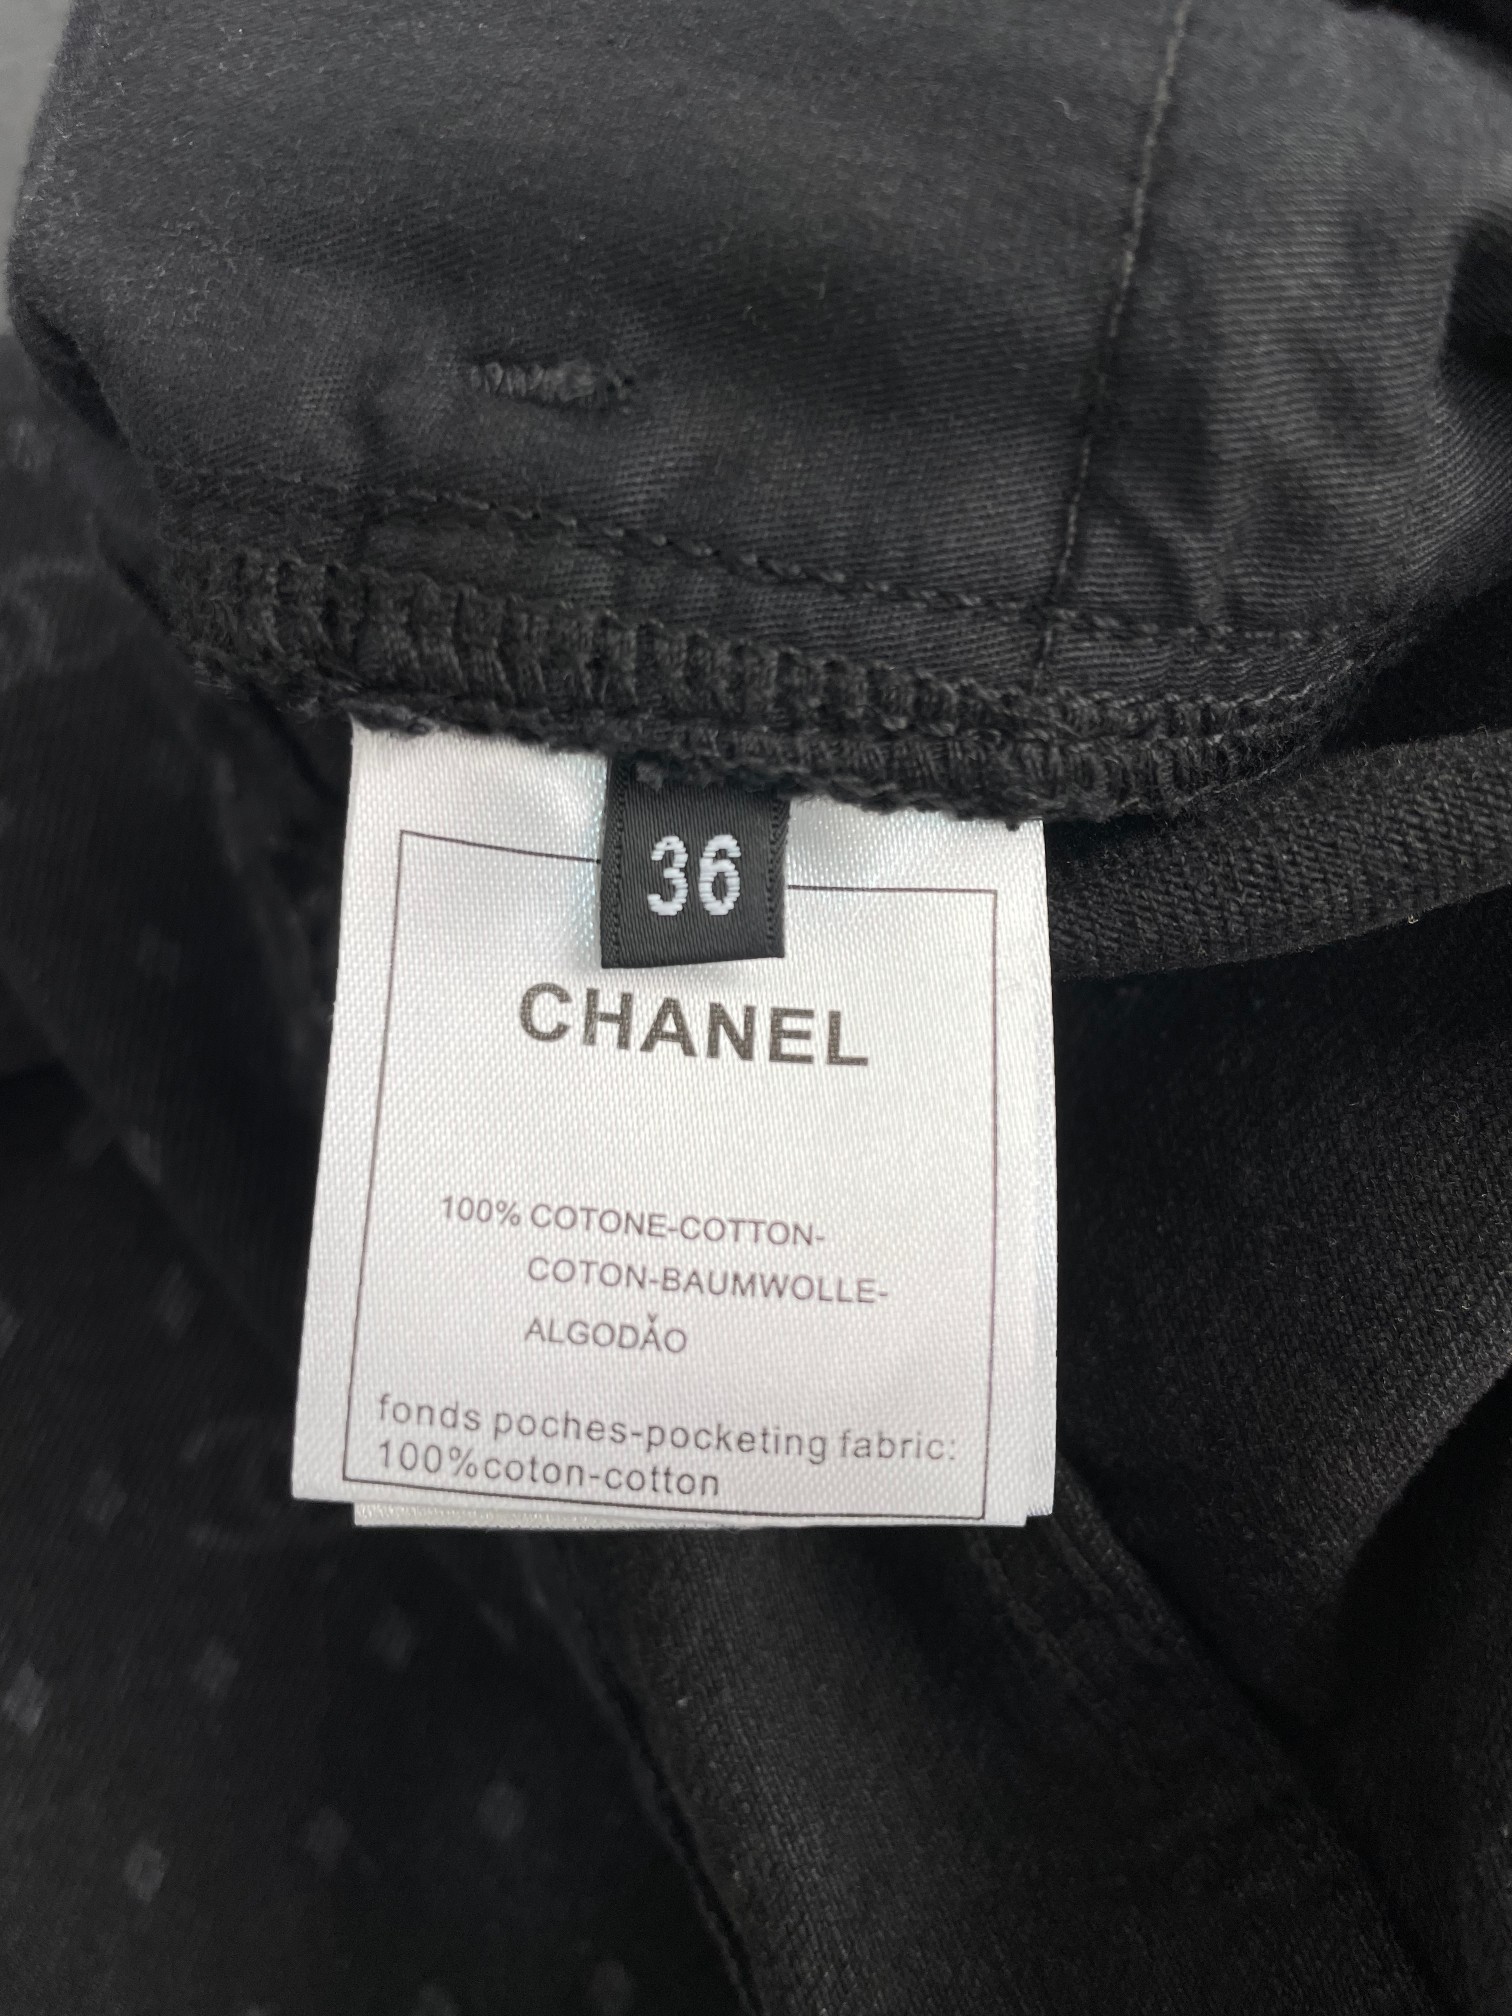 36
CHANEL
100% COTONE-COTTON-
COTON-BAUMWOLLE-
ALGODǍO
fonds poches-pocketing fabric:
100%coton-cotton